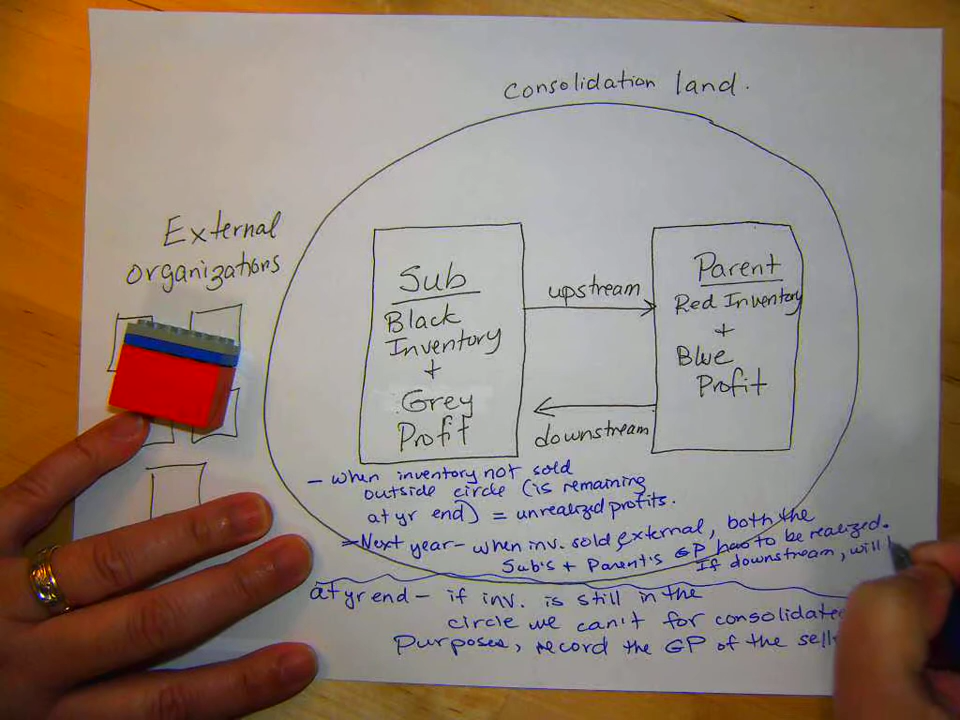 consolidation land.
External
organizations
Sub
Black
Inventory
+
Grey
Profit
upstream
downstream
Parent
Red Inventory
+
Blue
Profit
- when inventory not sold
outside circle (is remaining
at yr end) = unrealized profits.
- Next year - when inv. sold external, both the
Sub's + Parent's GP has to be realized.
If downstream, will
at yr end - if inv. is still in the
circle we can't for consolidated
Purposes, record the GP of the